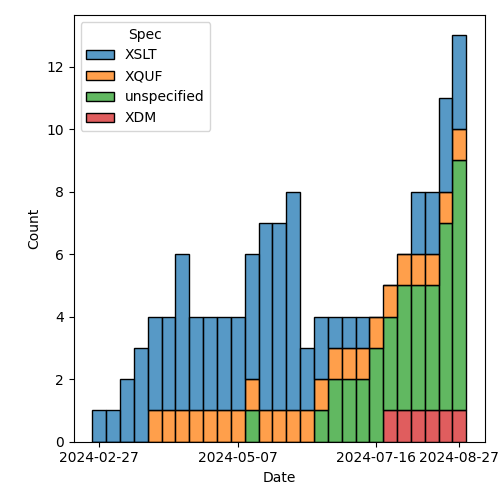 Spec
XSLT
XQUF
unspecified
XDM
12
10
8
6
4
2
0
Count
2024-02-27 2024-05-07 2024-07-16 2024-08-27
Date